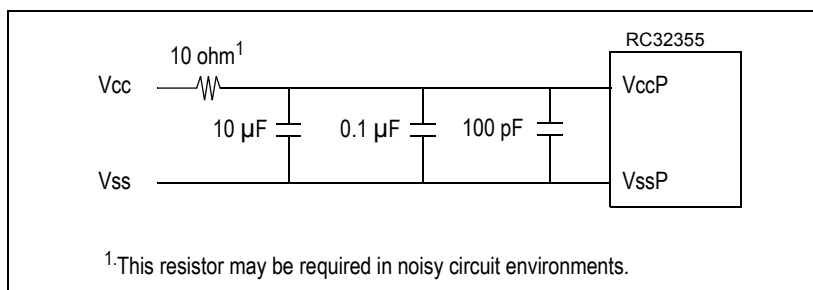 RC32355
10 ohm1
Vcc
VccP
10 µF
0.1 µF
100 pF
Vss
VssP
1.This resistor may be required in noisy circuit environments.